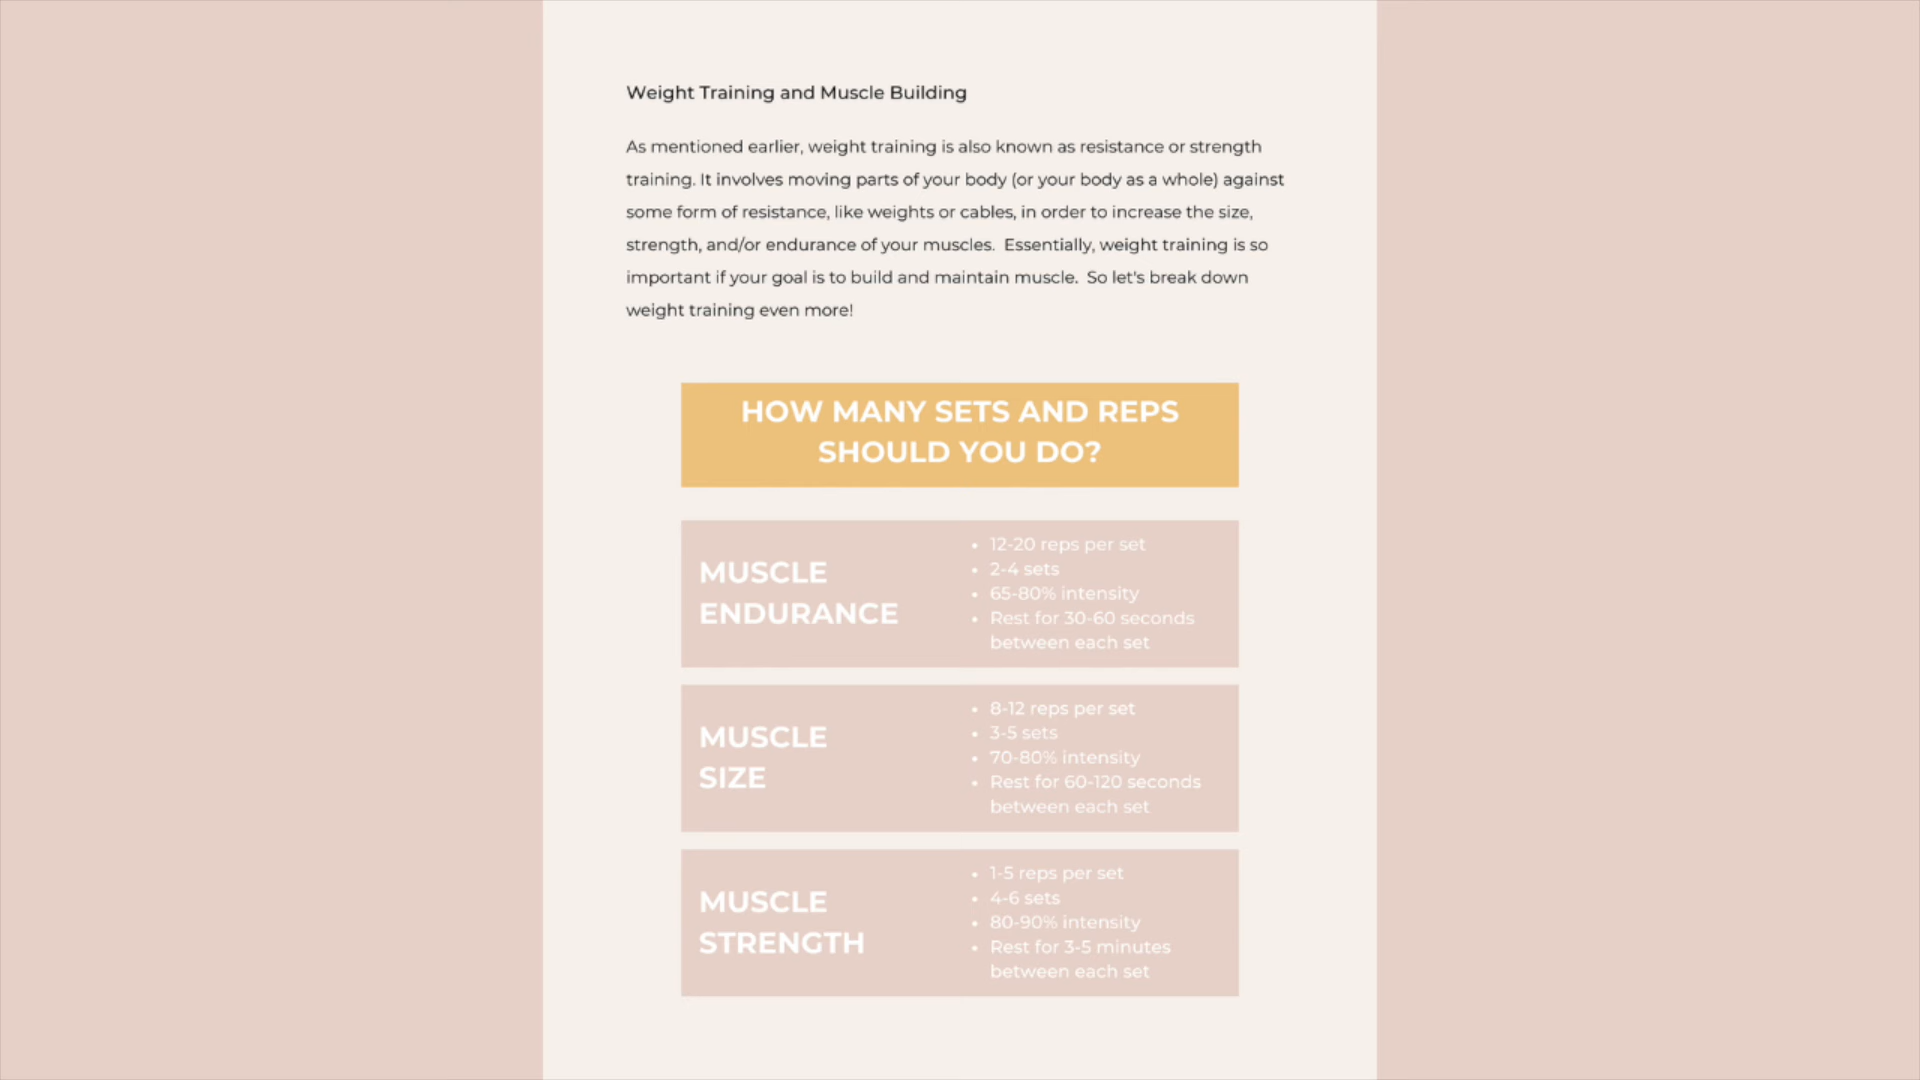 Weight Training and Muscle Building
As mentioned earlier, weight training is also known as resistance or strength
training. It involves moving parts of your body (or your body as a whole) against
some form of resistance, like weights or cables, in order to increase the size,
strength, and/or endurance of your muscles.  Essentially, weight training is so
important if your goal is to build and maintain muscle.  So let's break down
weight training even more!
HOW MANY SETS AND REPS
SHOULD YOU DO?
MUSCLE
ENDURANCE
• 12-20 reps per set
• 2-4 sets
• 65-80% intensity
• Rest for 30-60 seconds
between each set
MUSCLE
SIZE
• 8-12 reps per set
• 3-5 sets
• 70-80% intensity
• Rest for 60-120 seconds
between each set
MUSCLE
STRENGTH
• 1-5 reps per set
• 4-6 sets
• 80-90% intensity
• Rest for 3-5 minutes
between each set